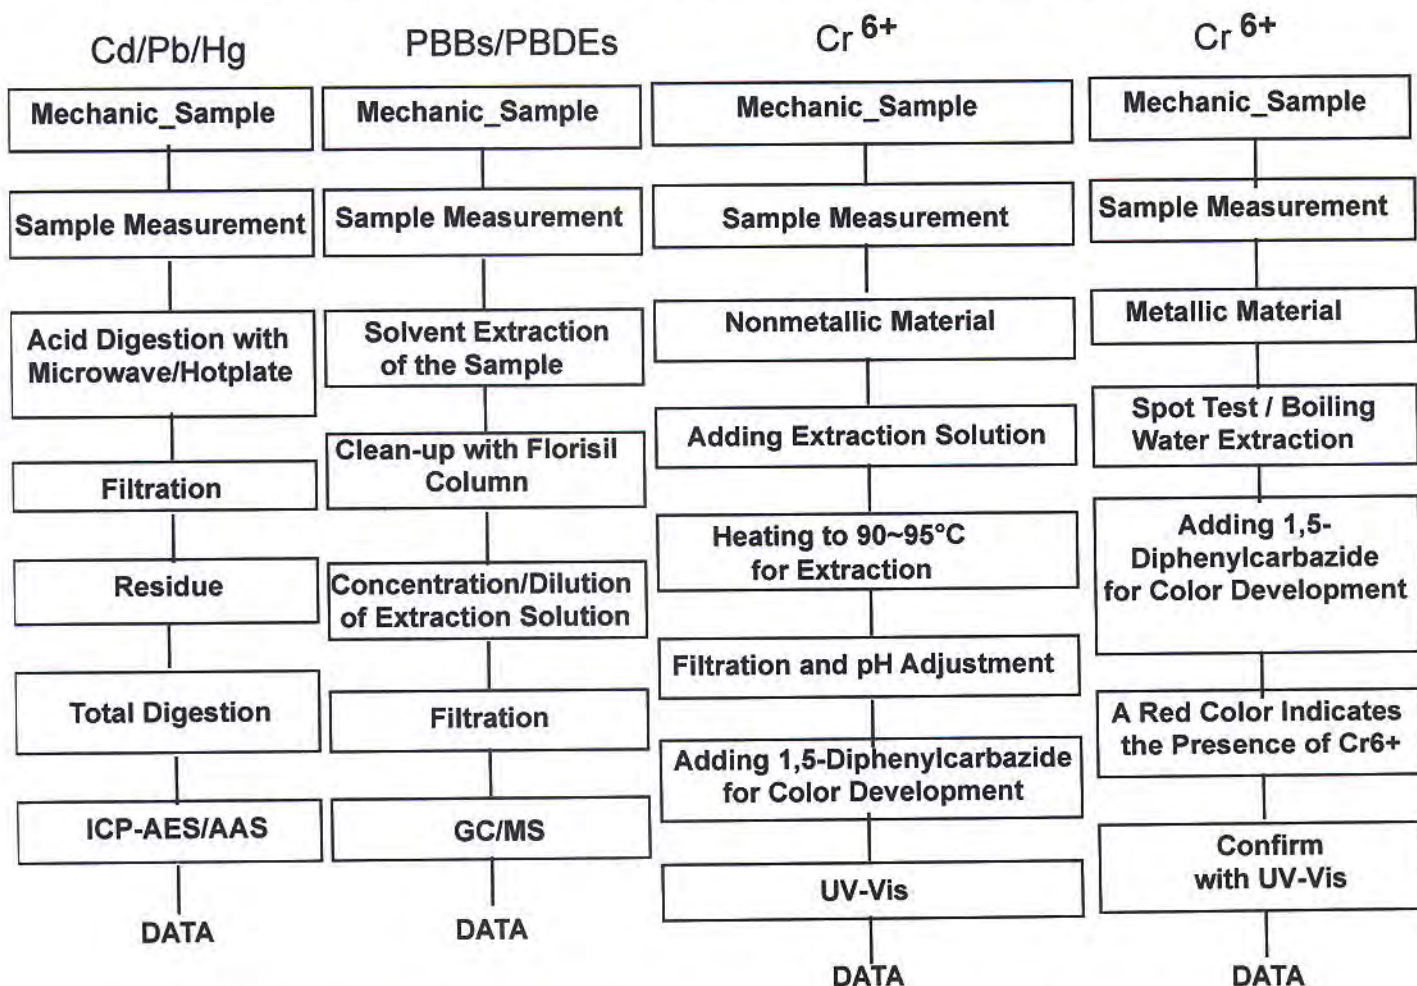 Cd/Pb/Hg
Mechanic_Sample
Sample Measurement
Acid Digestion with
Microwave/Hotplate
Filtration
Residue
Total Digestion
ICP-AES/AAS
DATA
PBBs/PBDEs
Mechanic_Sample
Sample Measurement
Solvent Extraction
of the Sample
Clean-up with Florisil
Column
Concentration/Dilution
of Extraction Solution
Filtration
GC/MS
DATA
Cr 6+
Mechanic_Sample
Sample Measurement
Nonmetallic Material
Adding Extraction Solution
Heating to 90~95°C
for Extraction
Filtration and pH Adjustment
Adding 1,5-Diphenylcarbazide
for Color Development
UV-Vis
DATA
Cr 6+
Mechanic_Sample
Sample Measurement
Metallic Material
Spot Test / Boiling
Water Extraction
Adding 1,5-
Diphenylcarbazide
for Color Development
A Red Color Indicates
the Presence of Cr6+
Confirm
with UV-Vis
DATA